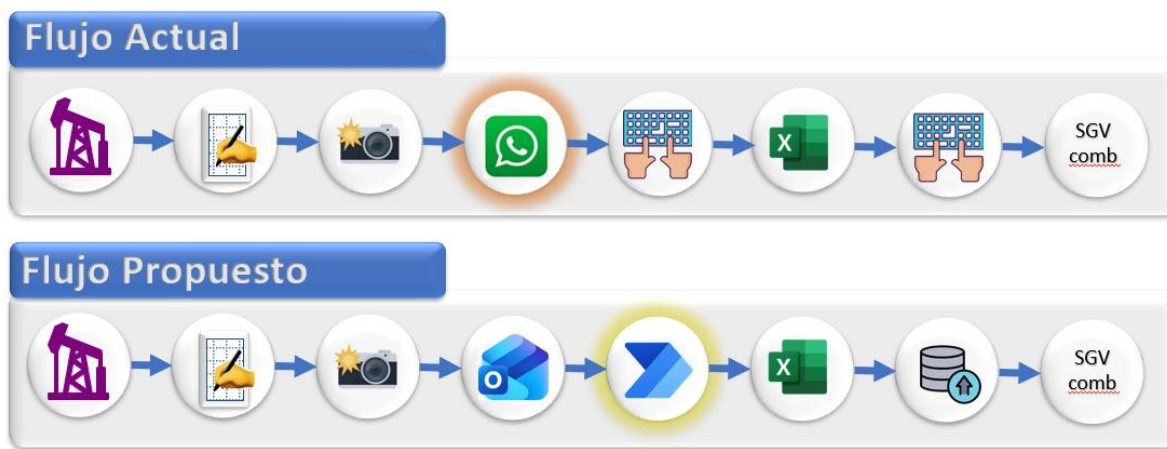 Flujo Actual
X
SGV
comb
Flujo Propuesto
O
X
SGV
comb